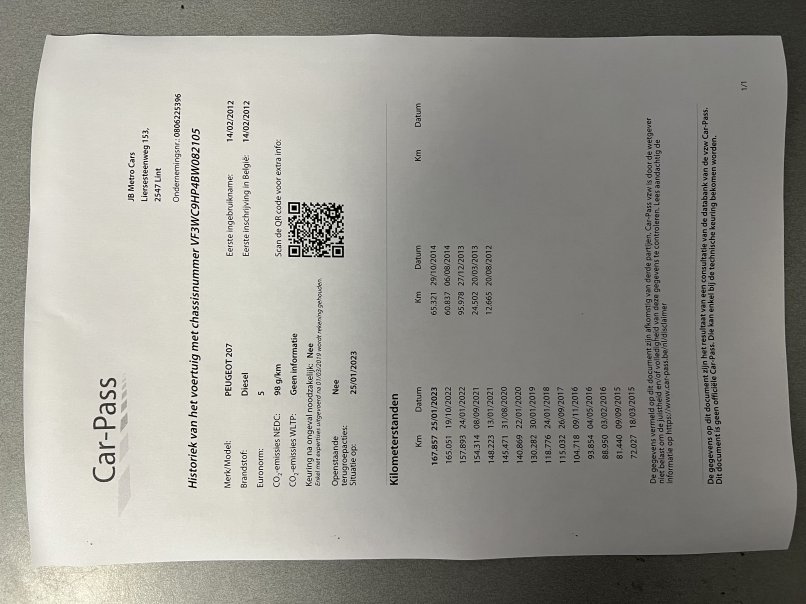 Car-Pass
JB Metro Cars
Liersesteenweg 153,
2547 Lint
Ondernemingsnr.: 0806225396
Historiek van het voertuig met chassisnummer VF3WC9HP4BW082105
Merk/Model: PEUGEOT 207
Brandstof: Diesel
Euronorm: 5
CO₂-emissies NEDC: 98 g/km
CO₂-emissies WLTP: Geen informatie
Keuring na ongeval noodzakelijk: Nee
Enkel met expertises uitgevoerd na 01/03/2019 wordt rekening gehouden.
Openstaande
terugroepacties: Nee
Situatie op: 25/01/2023
Eerste ingebruikname: 14/02/2012
Eerste inschrijving in België: 14/02/2012
Scan de QR code voor extra info:
Kilometerstanden
Km Datum
167.857 25/01/2023
165.051 19/10/2022
157.893 24/01/2022
154.314 08/09/2021
148.223 13/01/2021
145.471 31/08/2020
140.869 22/01/2020
130.282 30/01/2019
118.776 24/01/2018
115.032 26/09/2017
104.718 09/11/2016
93.854 04/05/2016
88.950 03/02/2016
81.440 09/09/2015
72.027 18/03/2015
Km Datum
65.321 29/10/2014
60.837 06/08/2014
95.978 27/12/2013
24.502 20/03/2013
12.665 20/08/2012
Km Datum
De gegevens vermeld op dit document zijn afkomstig van derde partijen. Car-Pass vzw is door de wetgever
niet belast om de juistheid en/of volledigheid van deze gegevens te controleren. Lees aandachtig de
informatie op https://www.car-pass.be/nl/disclaimer
De gegevens op dit document zijn het resultaat van een consultatie van de databank van de vzw Car-Pass.
Dit document is geen officiële Car-Pass. Die kan enkel bij de technische keuring bekomen worden.
1/1